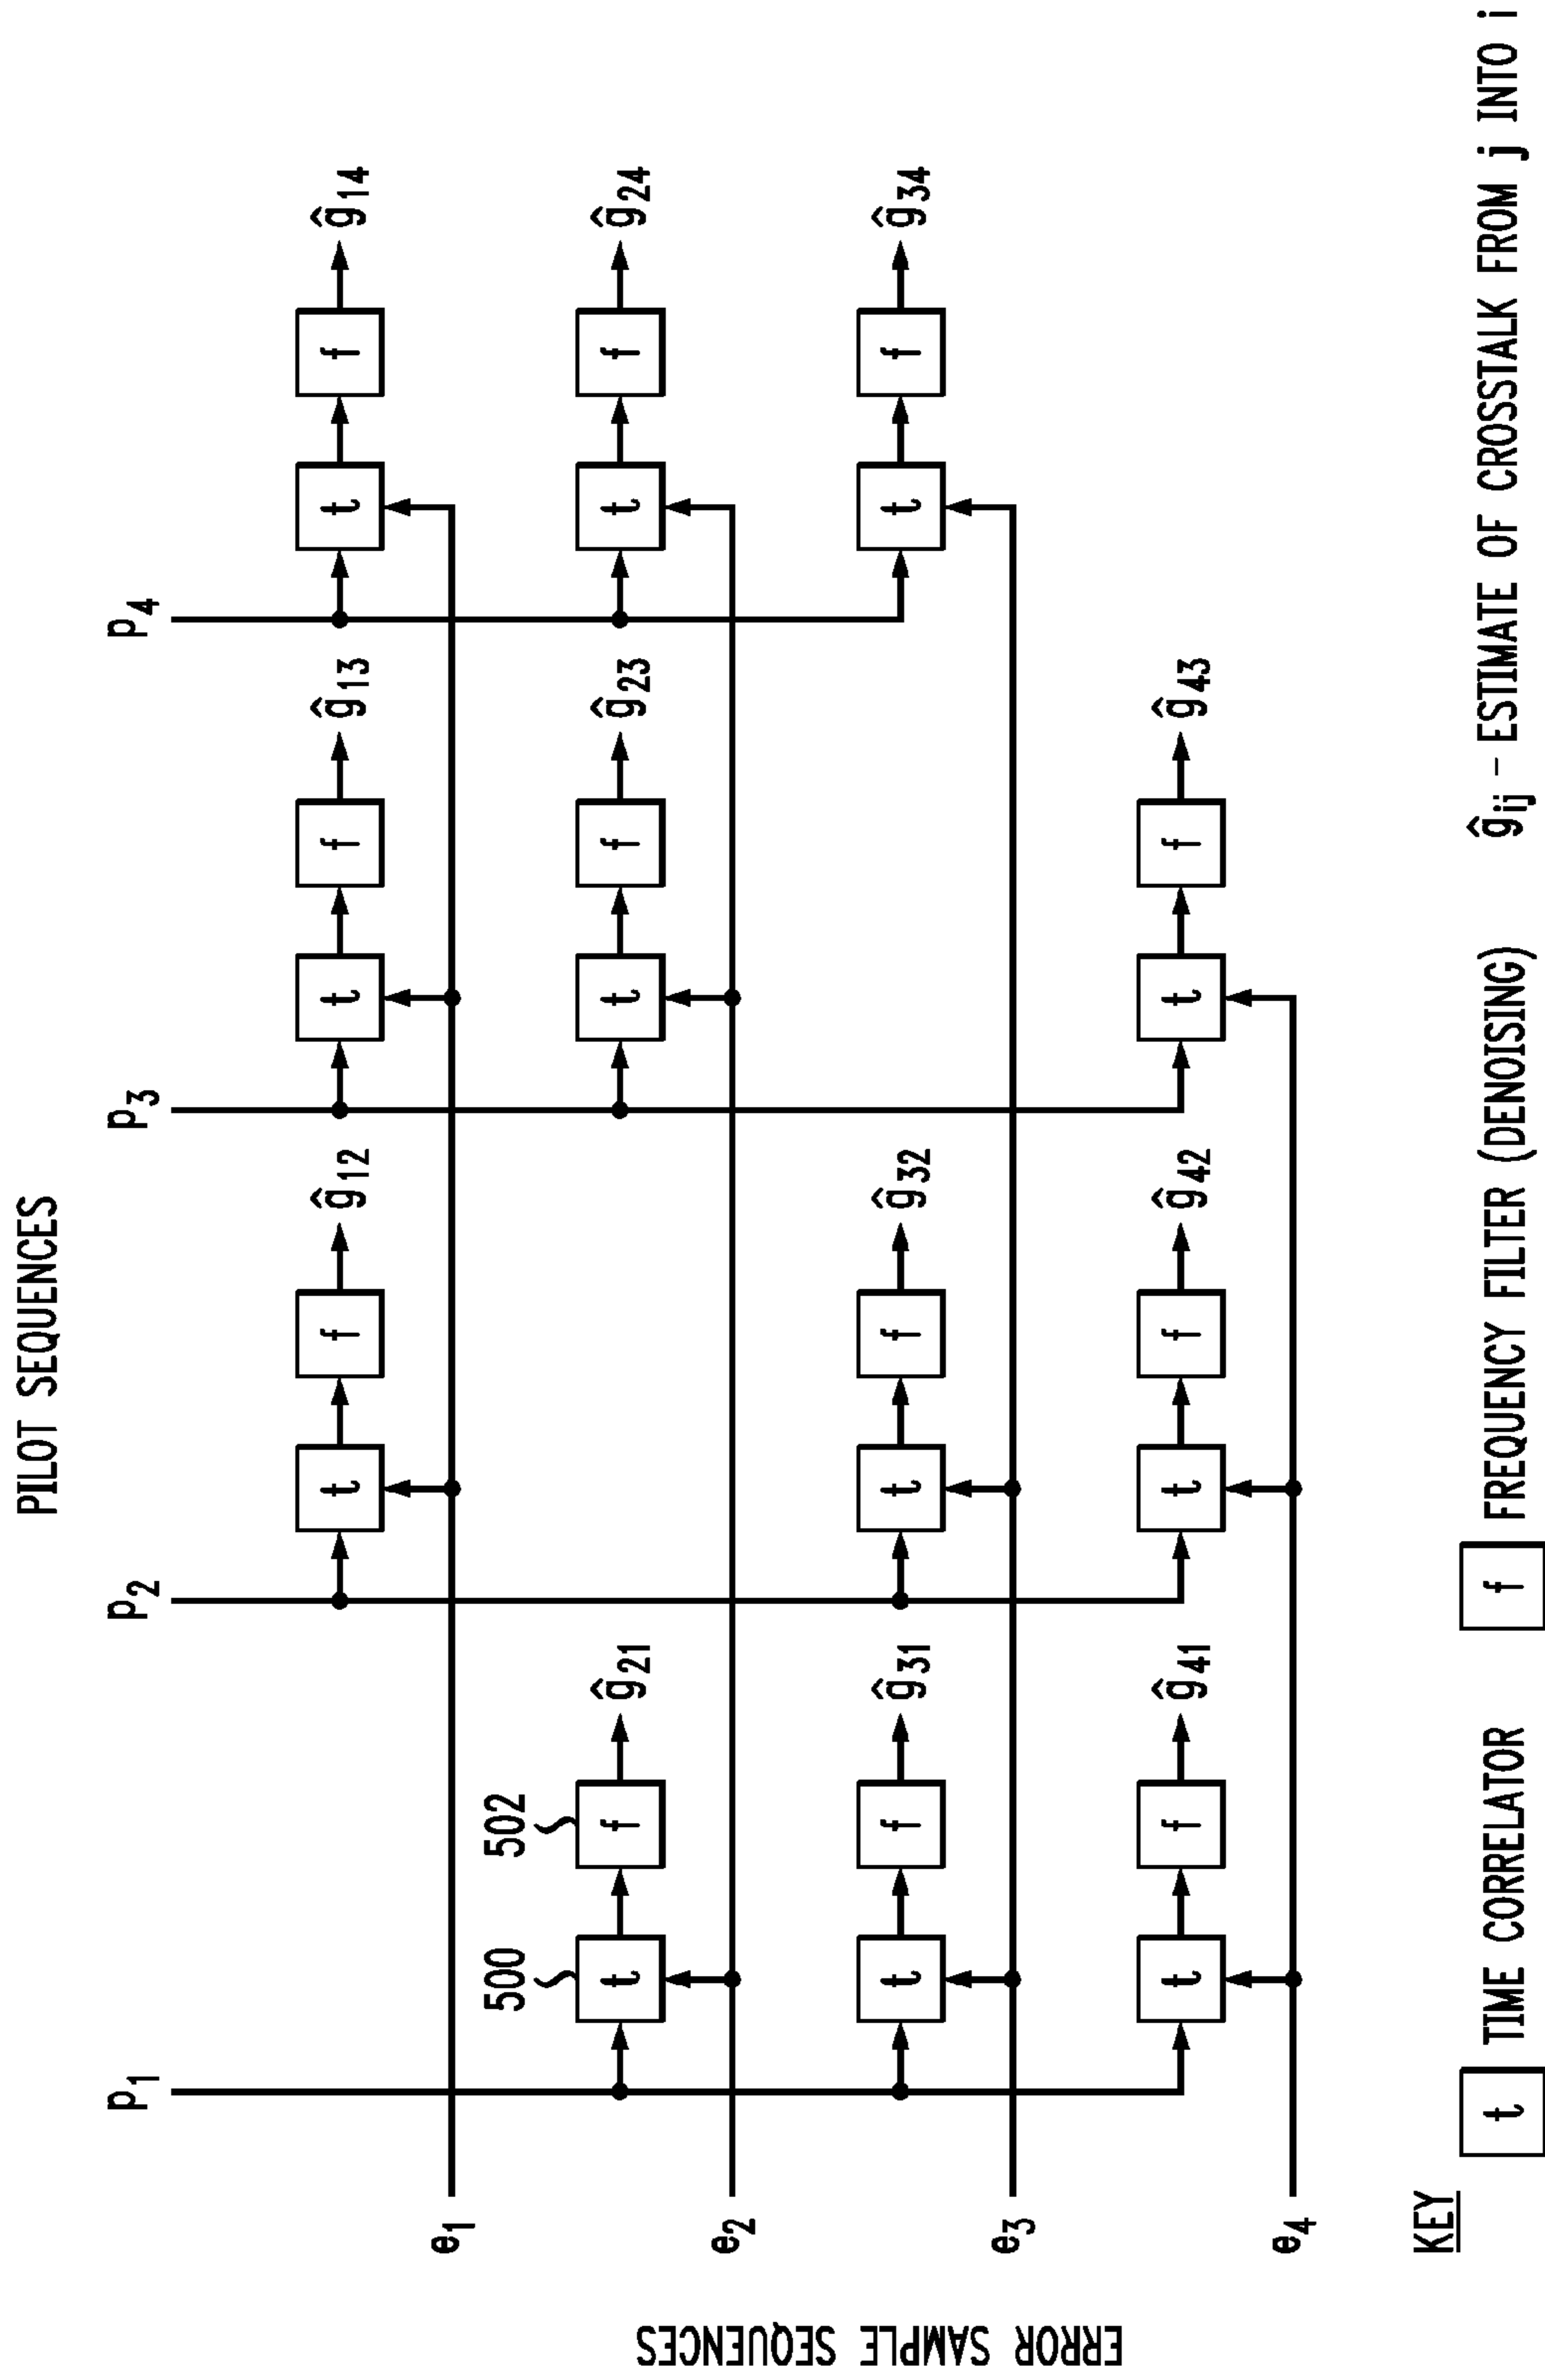 PILOT SEQUENCES
p1 p2 p3 p4
t f ĝ12 t f ĝ13 t f ĝ14
e1
500 502
t f ĝ21 t f ĝ23 t f ĝ24
e2
t f ĝ31 t f ĝ32 t f ĝ34
e3
t f ĝ41 t f ĝ42 t f ĝ43
e4
ERROR SAMPLE SEQUENCES
KEY
t TIME CORRELATOR
f FREQUENCY FILTER (DENOISING)
ĝij – ESTIMATE OF CROSSTALK FROM j INTO i